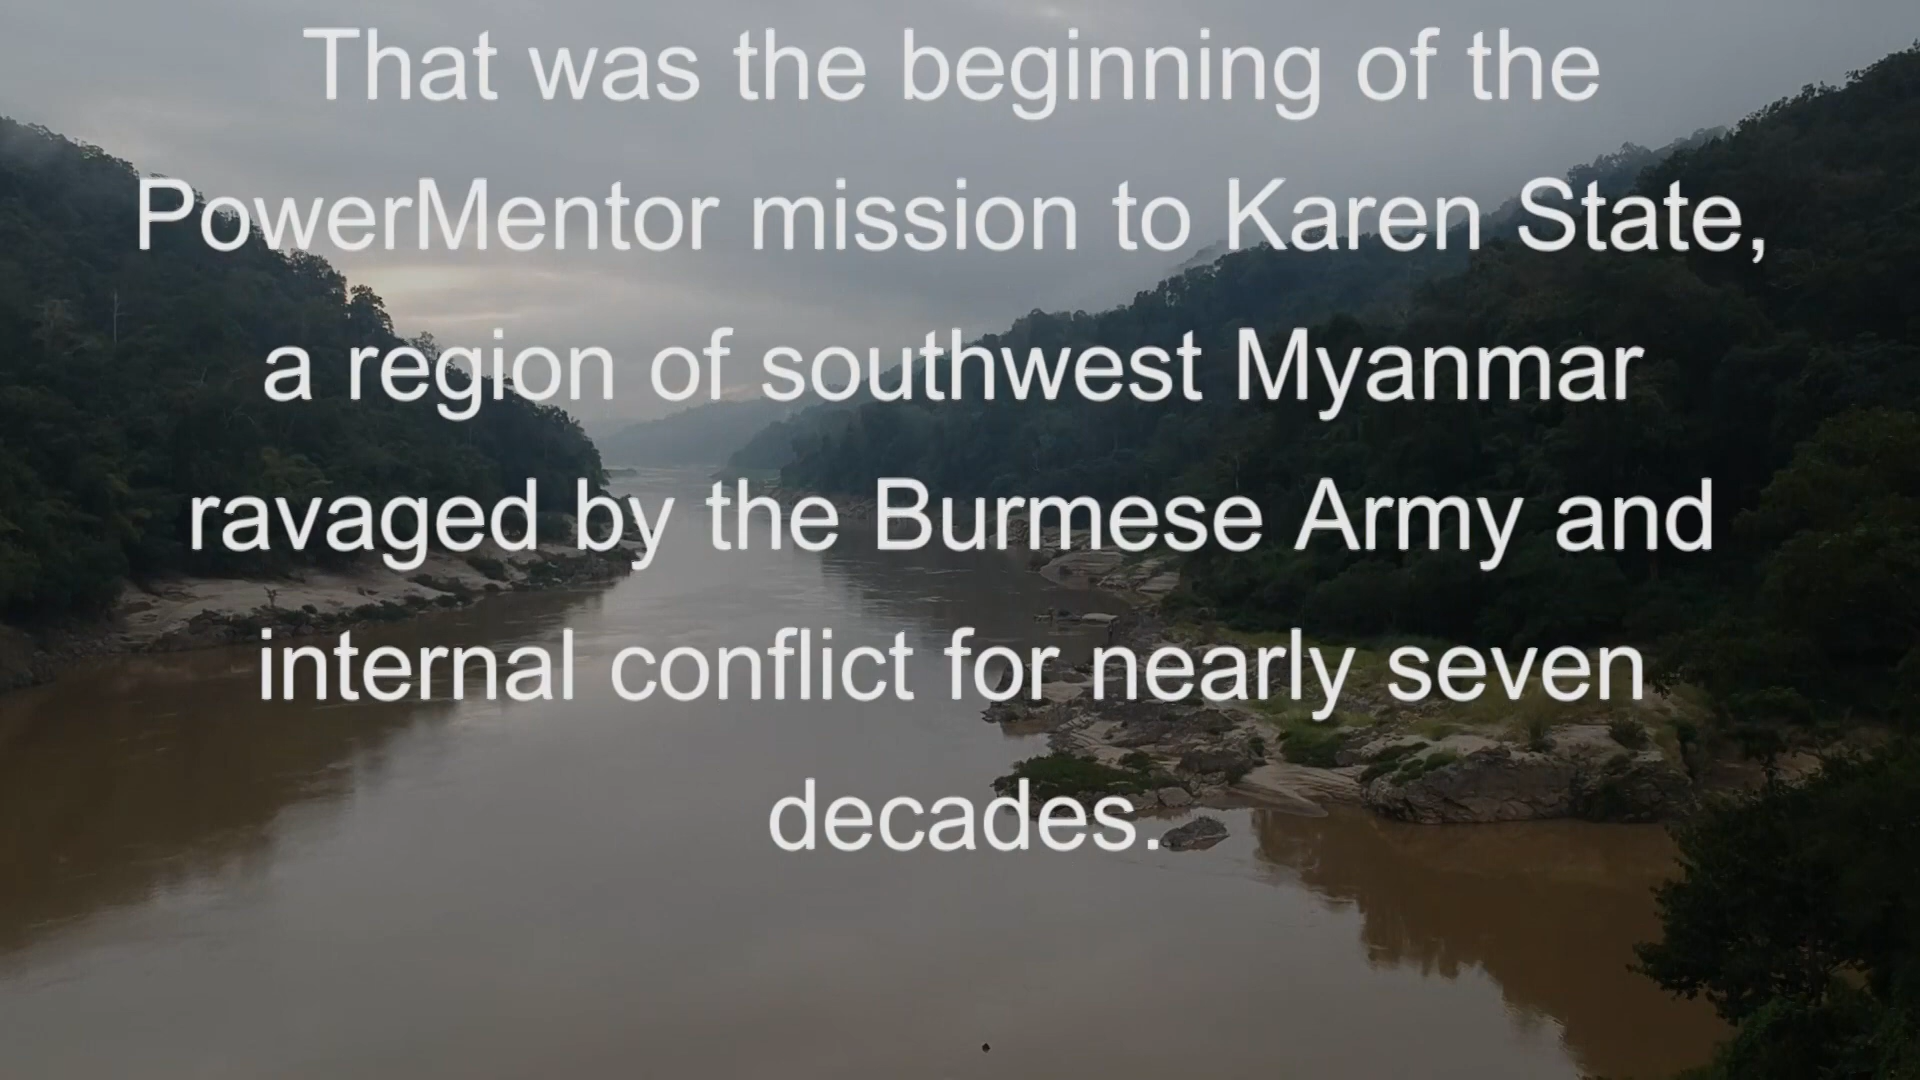 That was the beginning of the
PowerMentor mission to Karen State,
a region of southwest Myanmar
ravaged by the Burmese Army and
internal conflict for nearly seven
decades.